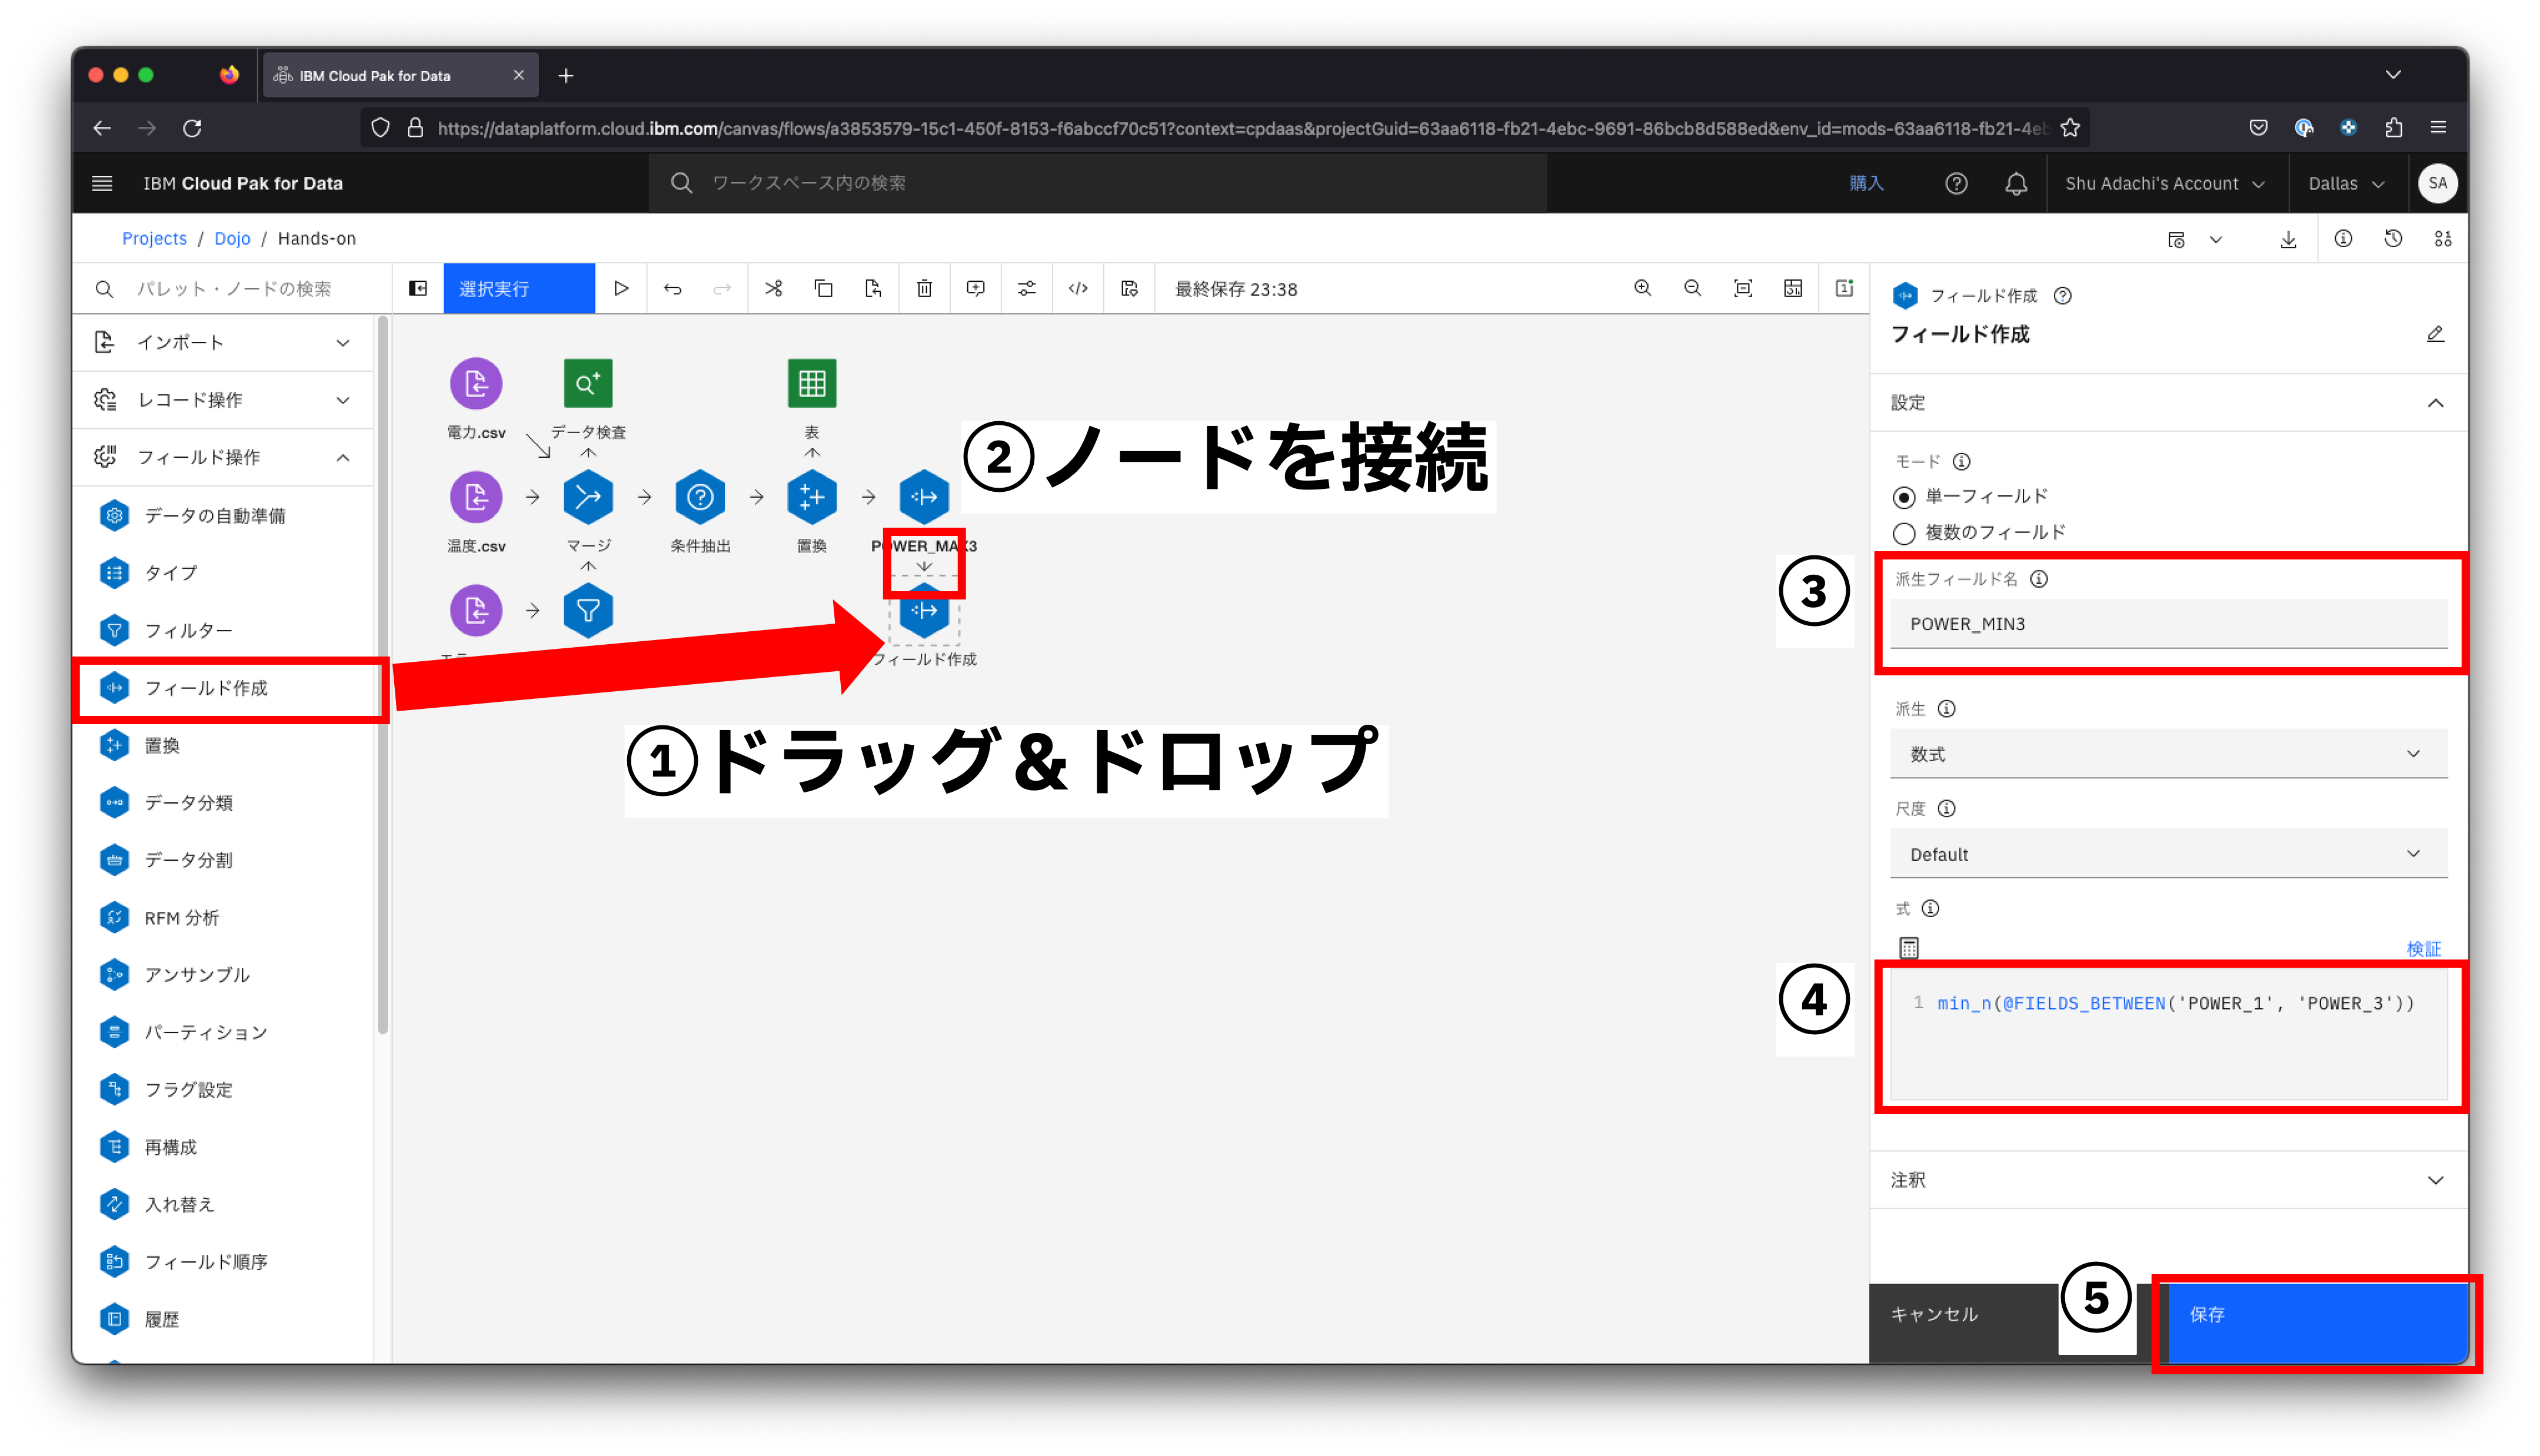 IBM Cloud Pak for Data
https://dataplatform.cloud.ibm.com/canvas/flows/a3853579-15c1-450f-8153-f6abccf70c51?context=cpdaas&projectGuid=63aa6118-fb21-4ebc-9691-86bcb8d588ed&env_id=mods-63aa6118-fb21-4eb
IBM Cloud Pak for Data
ワークスペース内の検索
購入
Shu Adachi's Account
Dallas
SA
Projects / Dojo / Hands-on
パレット・ノードの検索
選択実行
最終保存 23:38
インポート
レコード操作
フィールド操作
データの自動準備
タイプ
フィルター
フィールド作成
置換
データ分類
データ分割
RFM 分析
アンサンブル
パーティション
フラグ設定
再構成
入れ替え
フィールド順序
履歴
電力.csv
データ検査
表
②ノードを接続
温度.csv
マージ
条件抽出
置換
POWER_MAX3
フィールド作成
①ドラッグ&ドロップ
フィールド作成
フィールド作成
設定
モード
単一フィールド
複数のフィールド
③
派生フィールド名
POWER_MIN3
派生
数式
尺度
Default
式
検証
④
1 min_n(@FIELDS_BETWEEN('POWER_1', 'POWER_3'))
注釈
キャンセル
⑤
保存